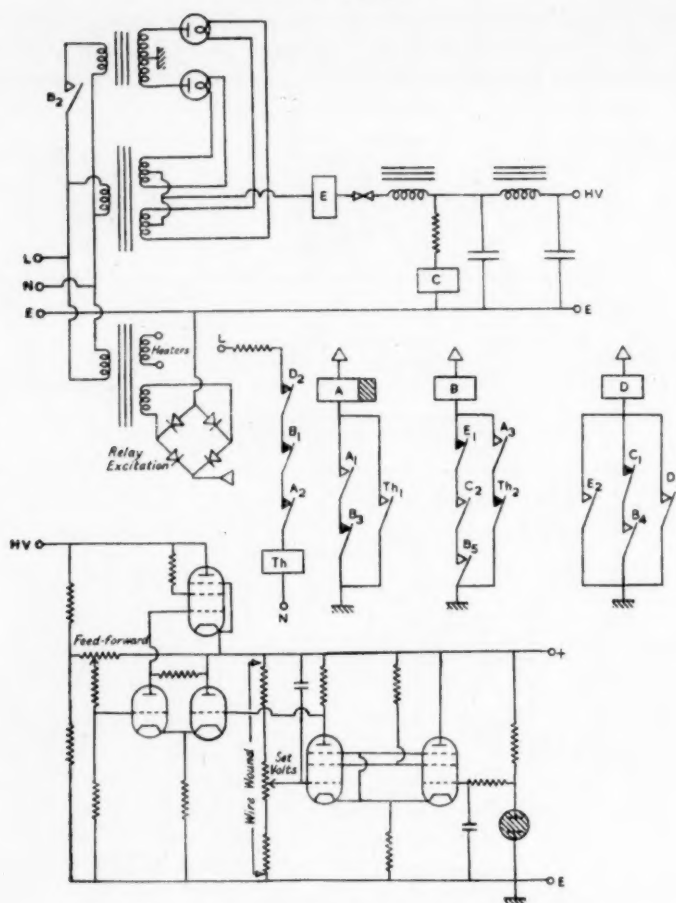 B2
E
HV
C
L
N
E
E
Heaters
Relay Excitation
L
D2
B1
A2
Th
N
A
A1
B3
Th1
B
E1
C2
B5
A3
Th2
D
E2
C1
B4
D
HV
Feed-forward
+
Wire Wound
Set Volts
E